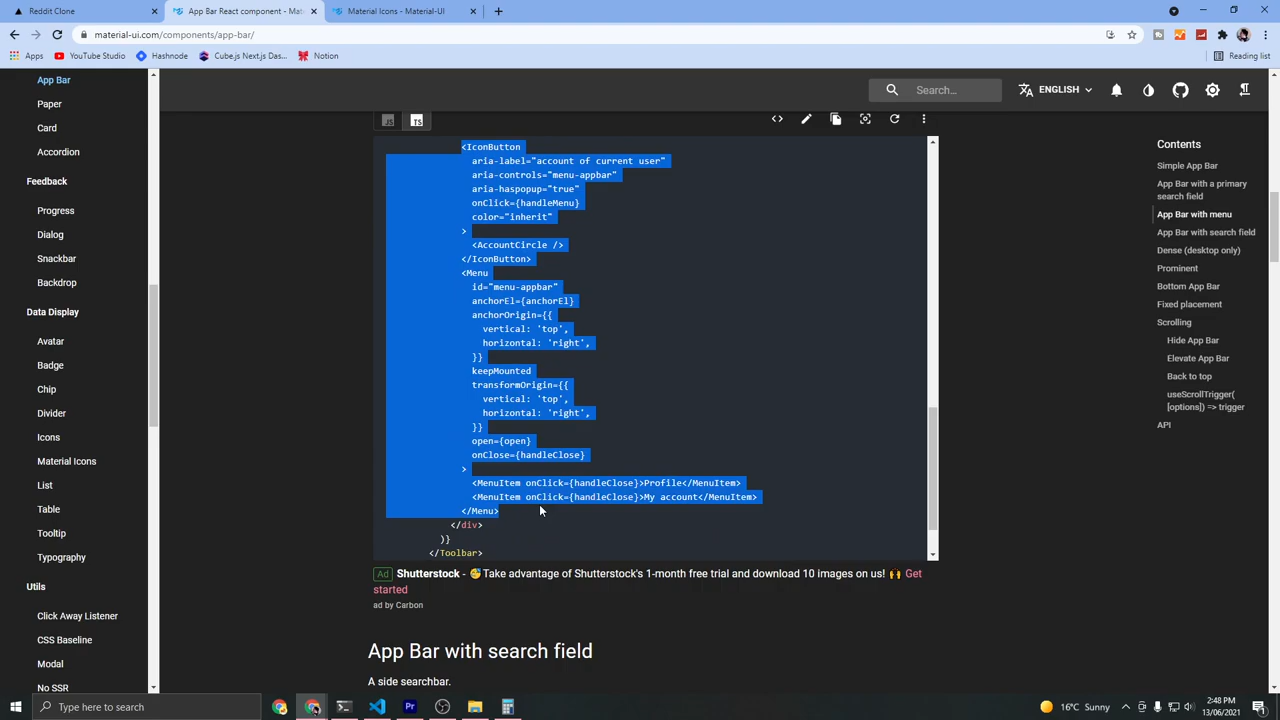 Reddit Clone
App Bar React component - Mate
Material Icons - Material-UI
material-ui.com/components/app-bar/
Apps
YouTube Studio
Hashnode
Cube.js Next.js Das...
Notion
Reading list
Search…
ENGLISH
App Bar
Paper
Card
Accordion
Feedback
Progress
Dialog
Snackbar
Backdrop
Data Display
Avatar
Badge
Chip
Divider
Icons
Material Icons
List
Table
Tooltip
Typography
Utils
Click Away Listener
CSS Baseline
Modal
No SSR
JS
TS
<IconButton
aria-label="account of current user"
aria-controls="menu-appbar"
aria-haspopup="true"
onClick={handleMenu}
color="inherit"
>
<AccountCircle />
</IconButton>
<Menu
id="menu-appbar"
anchorEl={anchorEl}
anchorOrigin={{
vertical: 'top',
horizontal: 'right',
}}
keepMounted
transformOrigin={{
vertical: 'top',
horizontal: 'right',
}}
open={open}
onClose={handleClose}
>
<MenuItem onClick={handleClose}>Profile</MenuItem>
<MenuItem onClick={handleClose}>My account</MenuItem>
</Menu>
</div>
)}
</Toolbar>
Ad Shutterstock - 😅Take advantage of Shutterstock's 1-month free trial and download 10 images on us! 🙌 Get
started
ad by Carbon
App Bar with search field
A side searchbar.
Contents
Simple App Bar
App Bar with a primary
search field
App Bar with menu
App Bar with search field
Dense (desktop only)
Prominent
Bottom App Bar
Fixed placement
Scrolling
Hide App Bar
Elevate App Bar
Back to top
useScrollTrigger(
[options]) => trigger
API
Type here to search
Pr
16°C Sunny
2:48 PM
13/06/2021